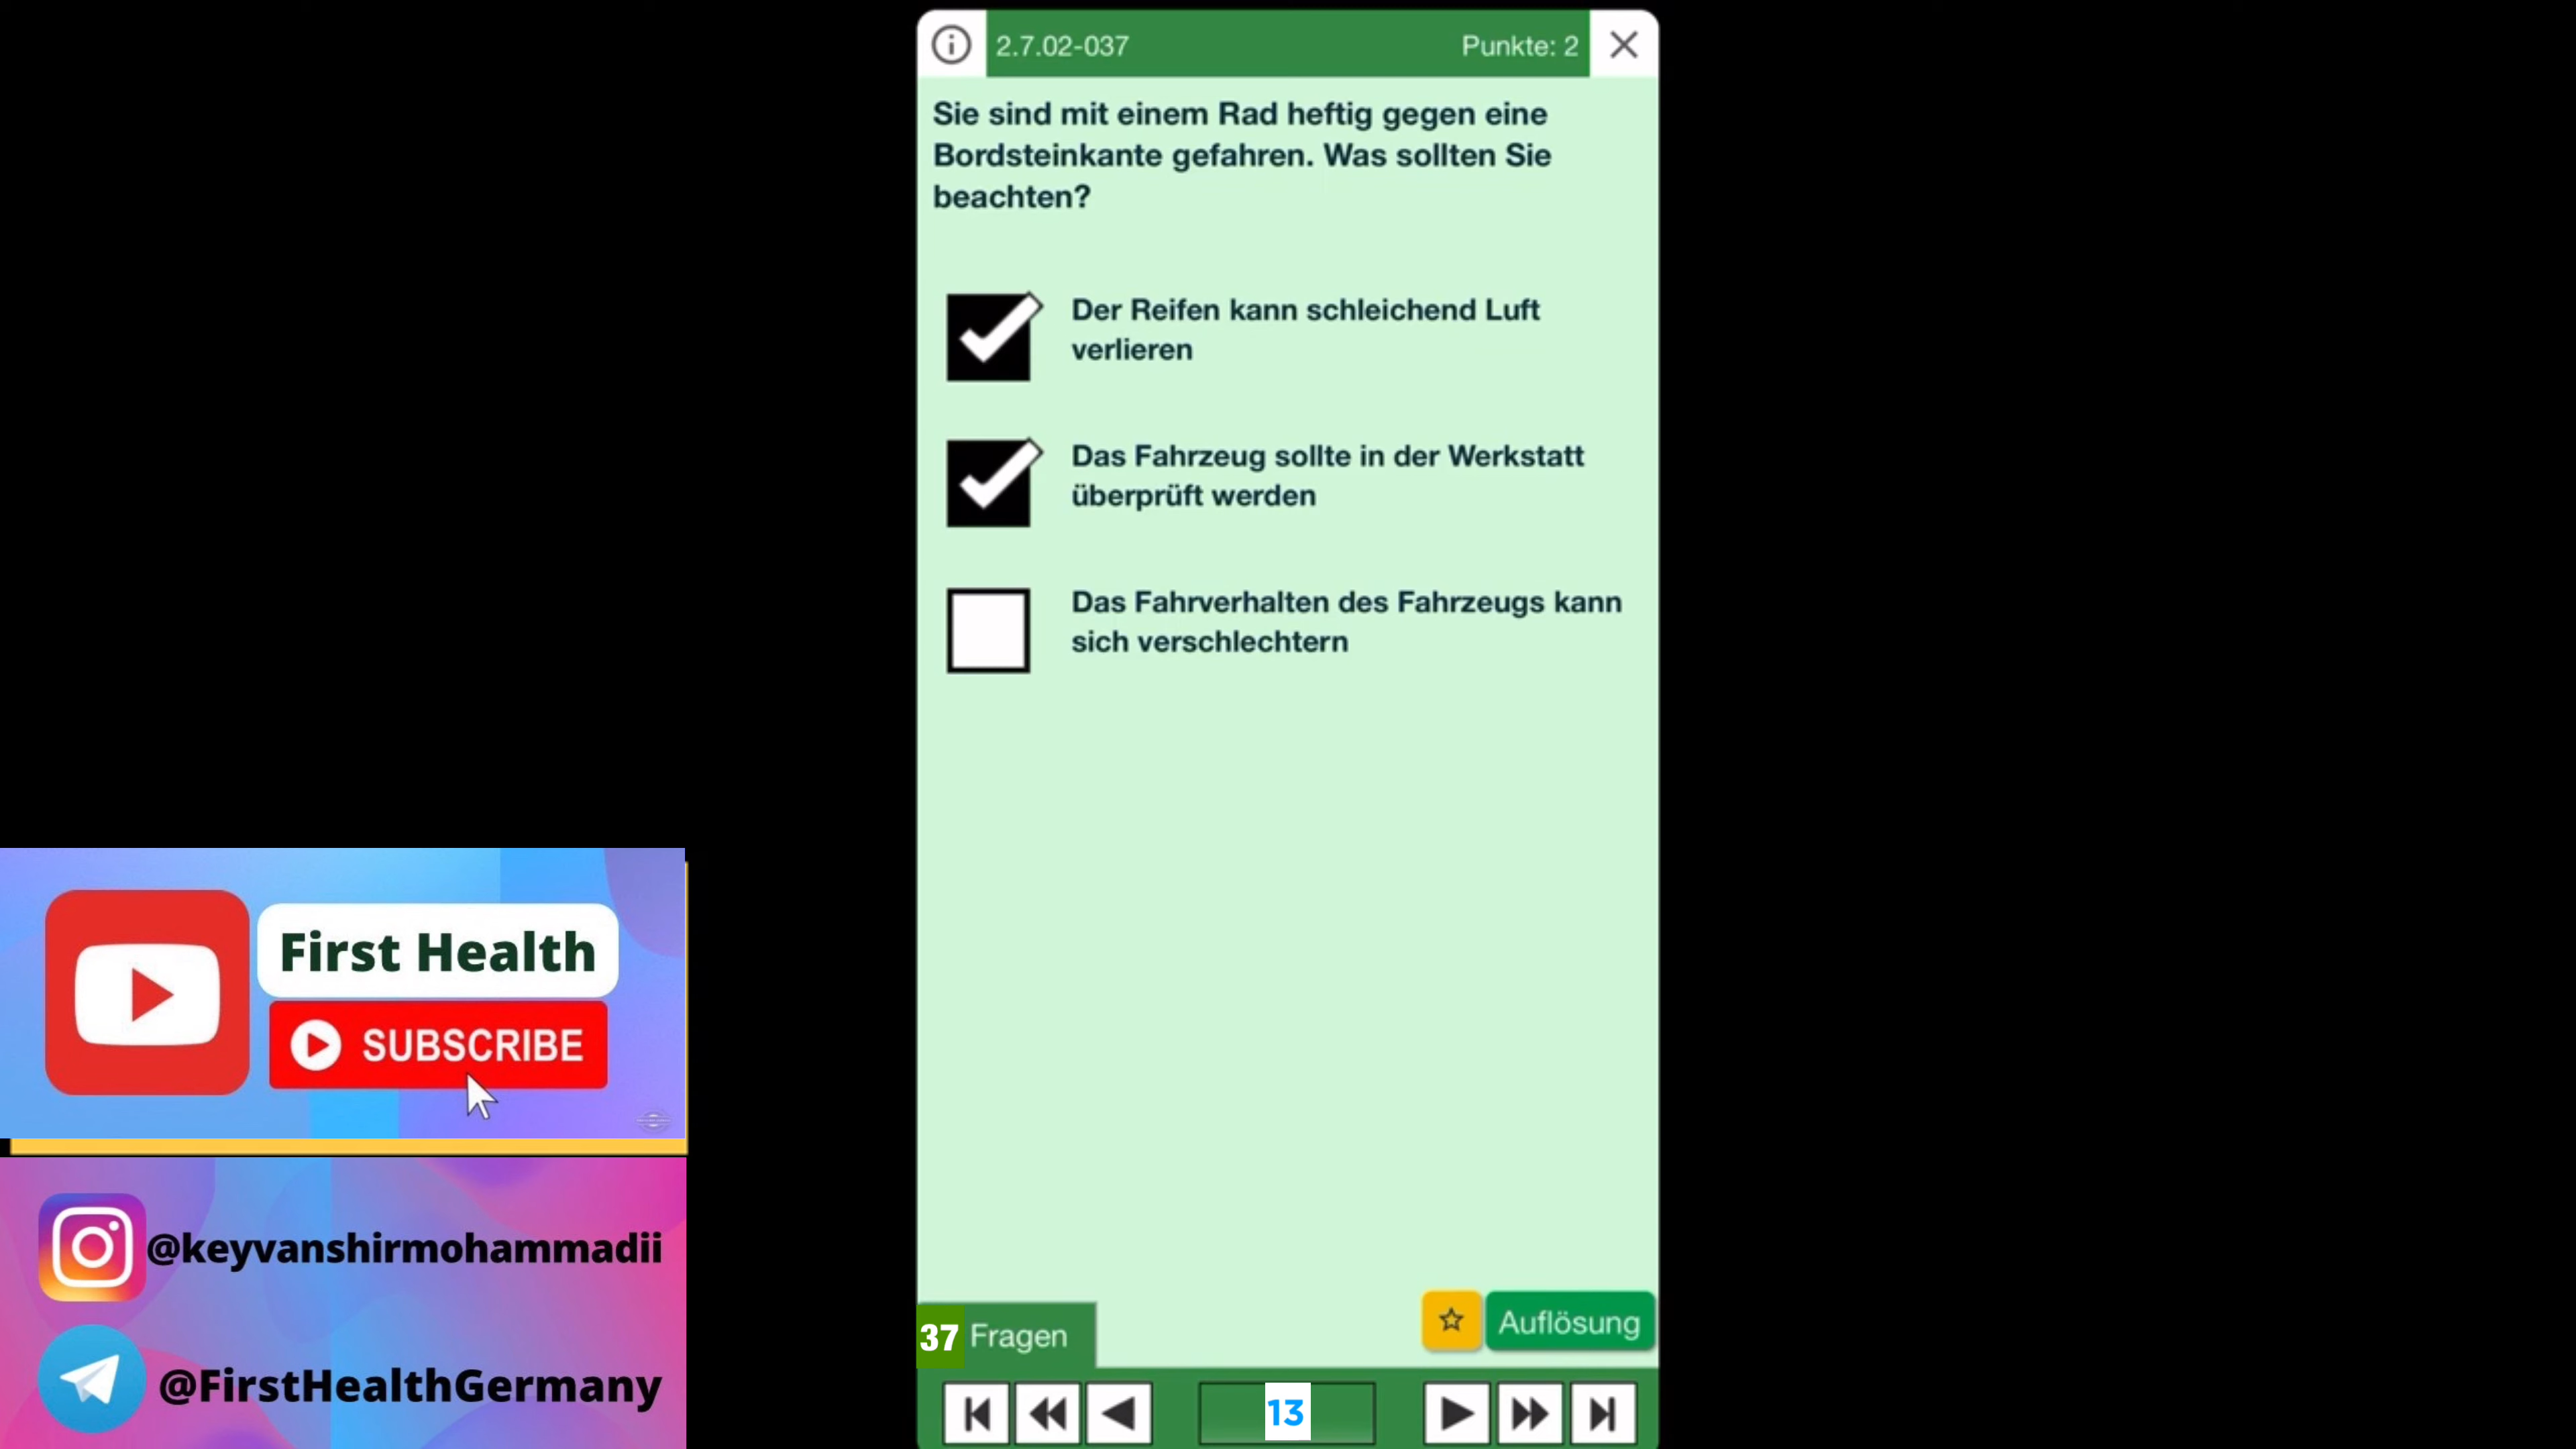 2.7.02-037
Punkte: 2
Sie sind mit einem Rad heftig gegen eine
Bordsteinkante gefahren. Was sollten Sie
beachten?
Der Reifen kann schleichend Luft
verlieren
Das Fahrzeug sollte in der Werkstatt
überprüft werden
Das Fahrverhalten des Fahrzeugs kann
sich verschlechtern
First Health
SUBSCRIBE
@keyvanshirmohammadii
@FirstHealthGermany
37 Fragen
Auflösung
13